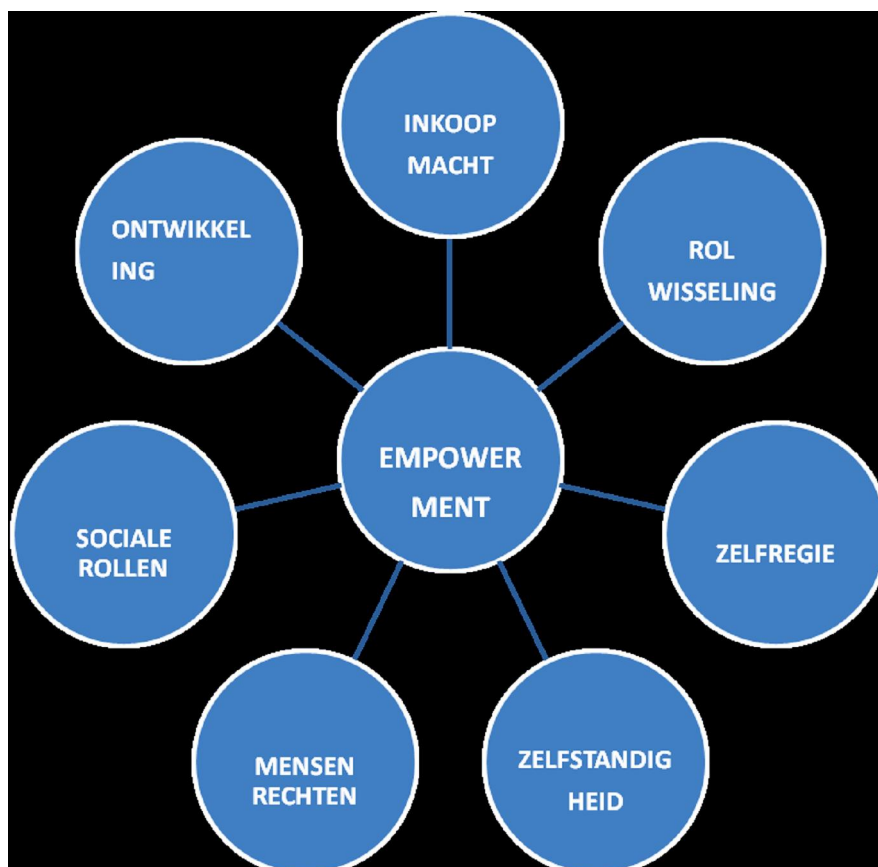 INKOOP
MACHT
ROL
WISSELING
ZELFREGIE
ZELFSTANDIG
HEID
MENSEN
RECHTEN
SOCIALE
ROLLEN
ONTWIKKEL
ING
EMPOWER
MENT